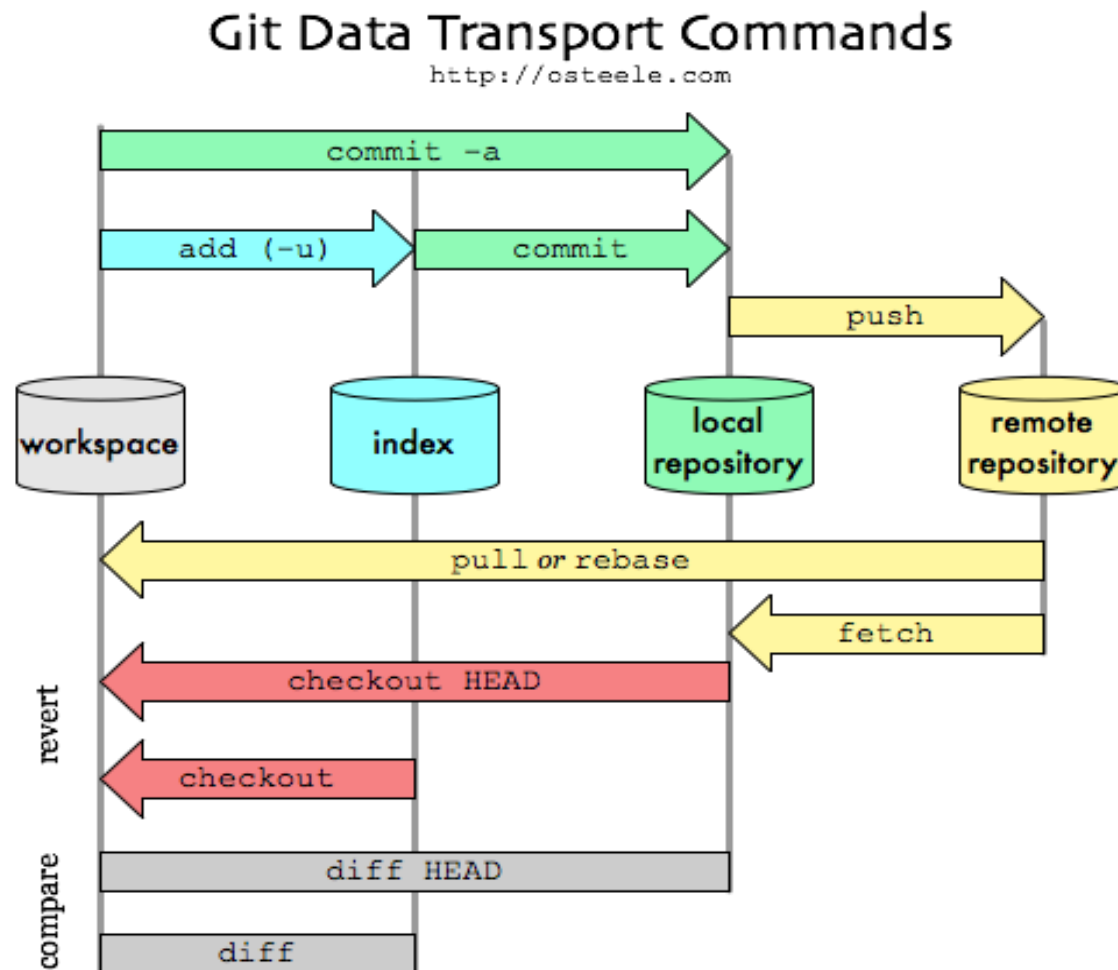 Git Data Transport Commands
http://osteele.com
commit -a
add (-u)
commit
push
workspace
index
local
repository
remote
repository
pull or rebase
fetch
revert
checkout HEAD
checkout
compare
diff HEAD
diff